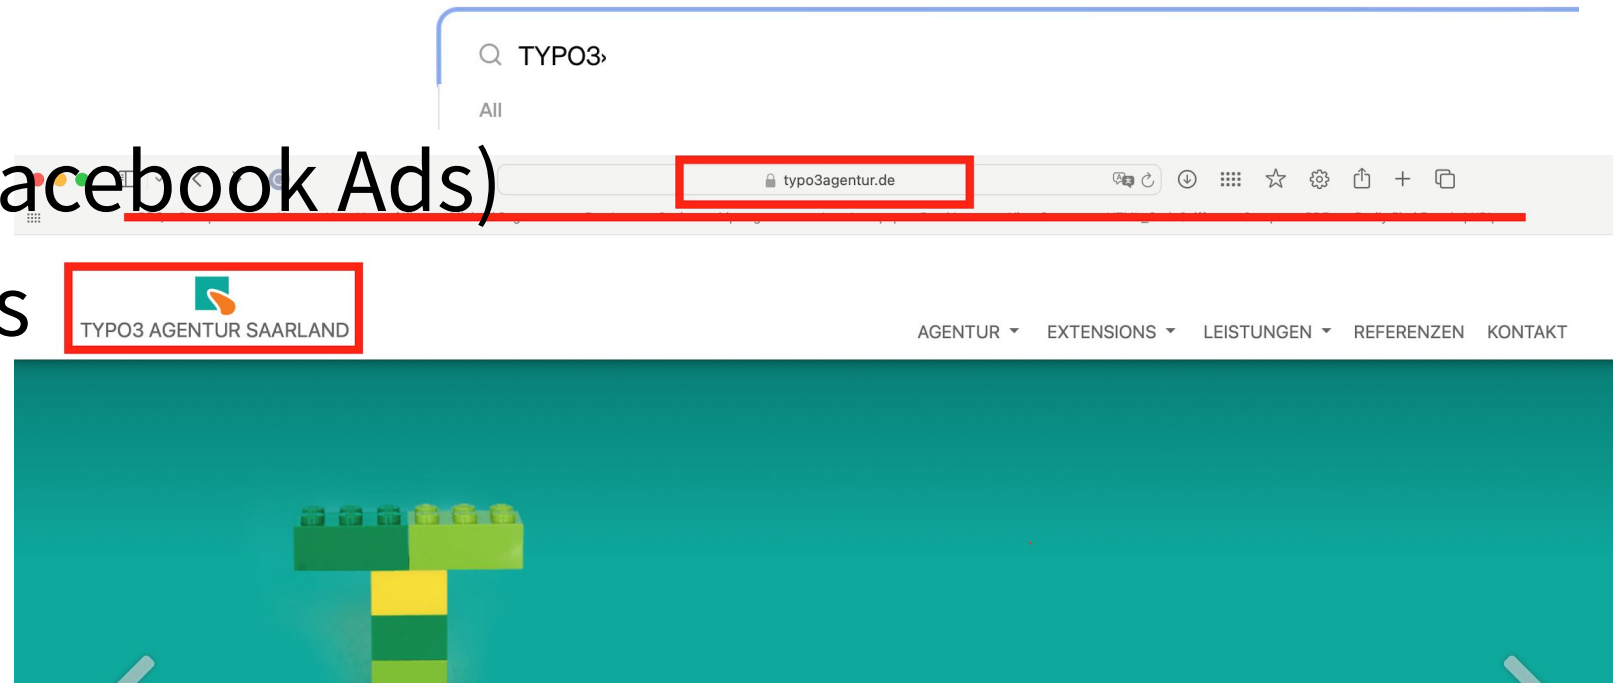 TYPO3›
All
acebook Ads)
typo3agentur.de
s
TYPO3 AGENTUR SAARLAND
AGENTUR EXTENSIONS LEISTUNGEN REFERENZEN KONTAKT